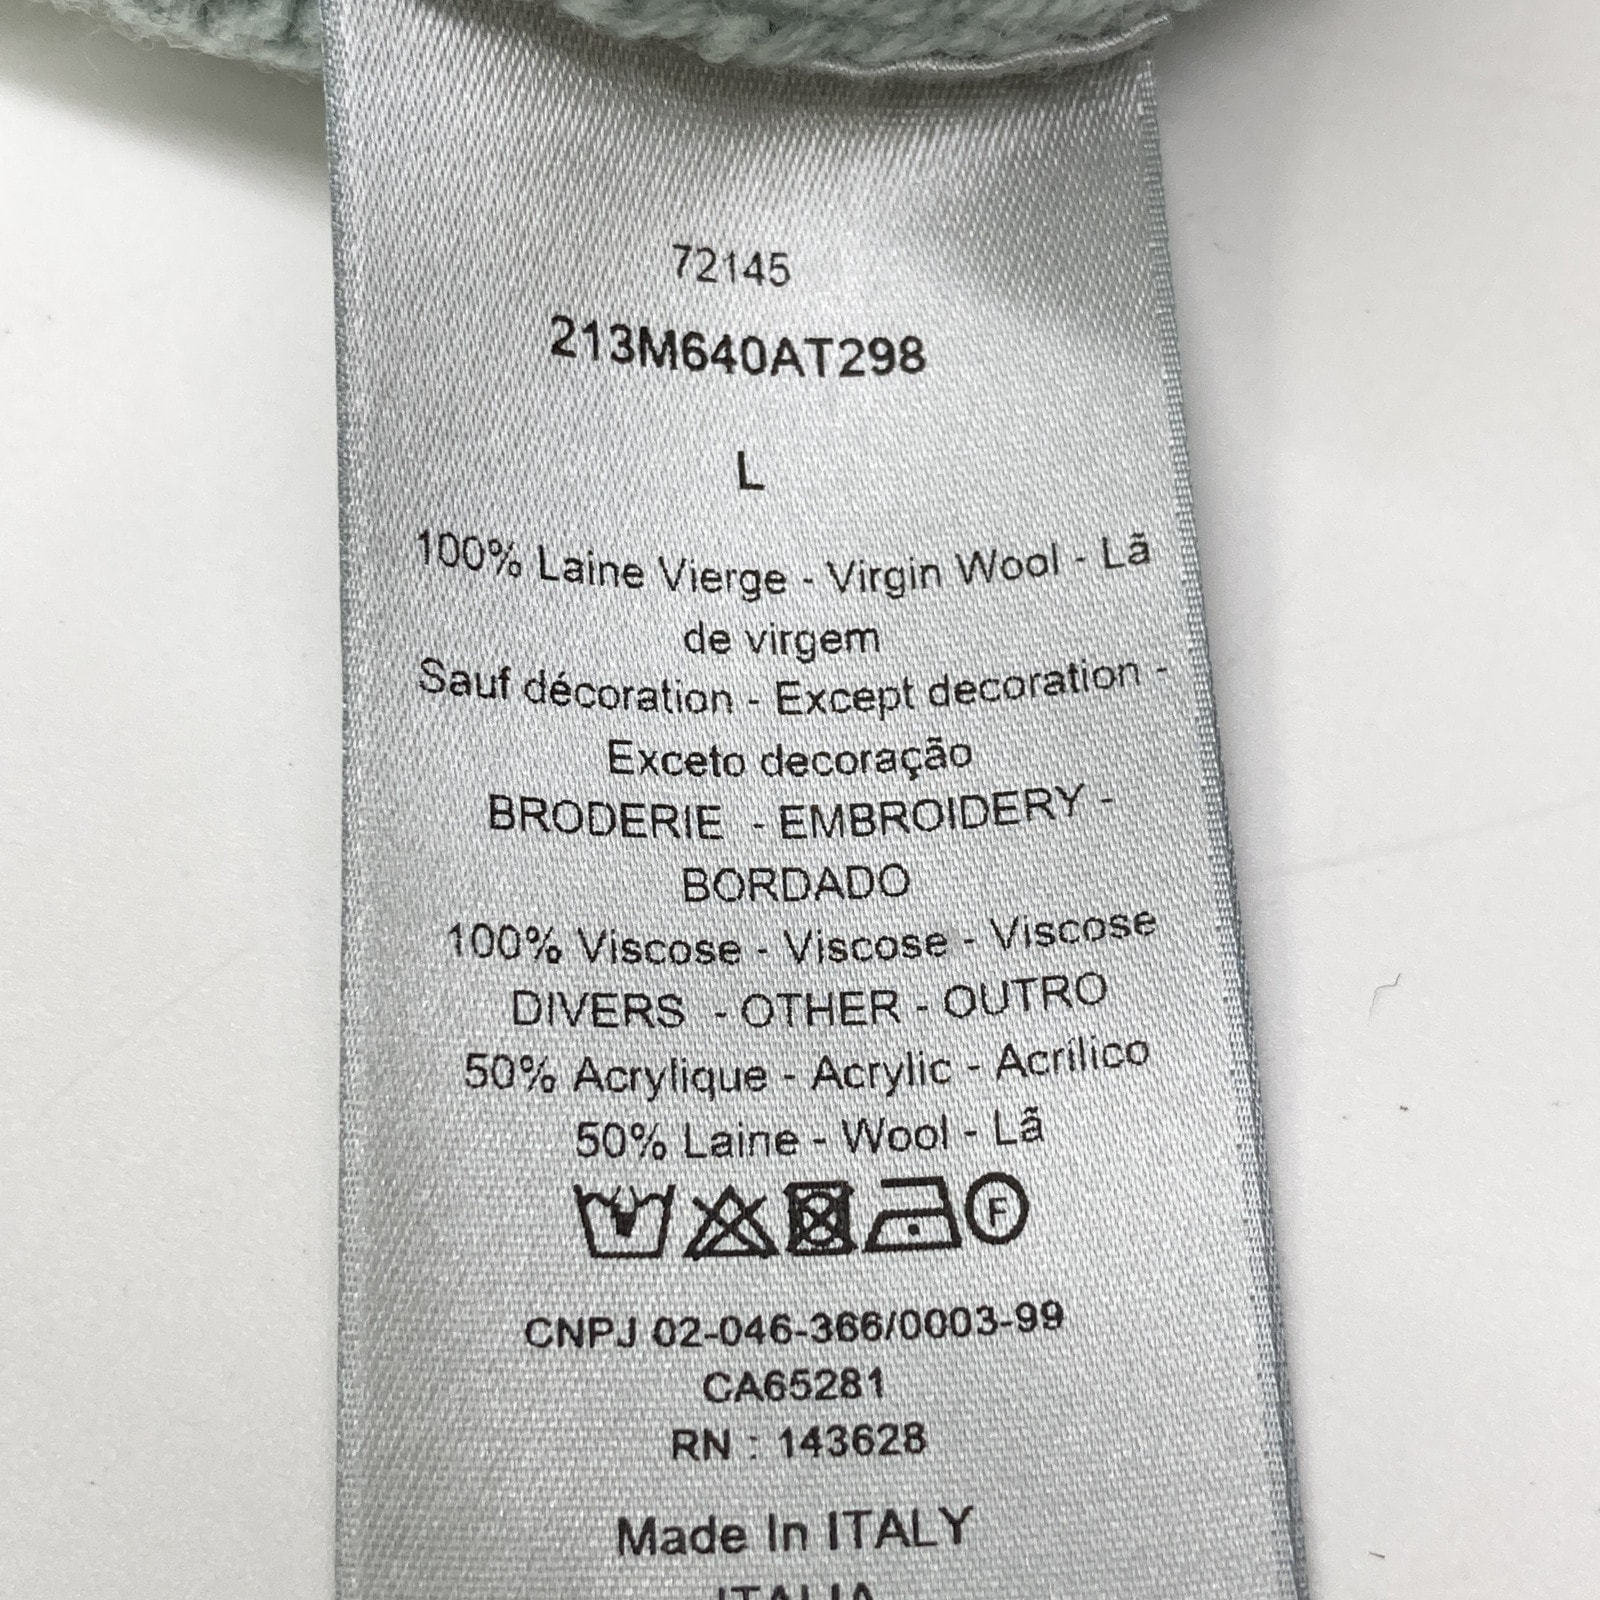 72145
213M640AT298
L
100% Laine Vierge - Virgin Wool - Lã
de virgem
Sauf décoration - Except decoration -
Exceto decoração
BRODERIE - EMBROIDERY -
BORDADO
100% Viscose - Viscose - Viscose
DIVERS - OTHER - OUTRO
50% Acrylique - Acrylic - Acrílico
50% Laine - Wool - Lã
F
CNPJ 02-046-366/0003-99
CA65281
RN : 143628
Made In ITALY
ITALIA